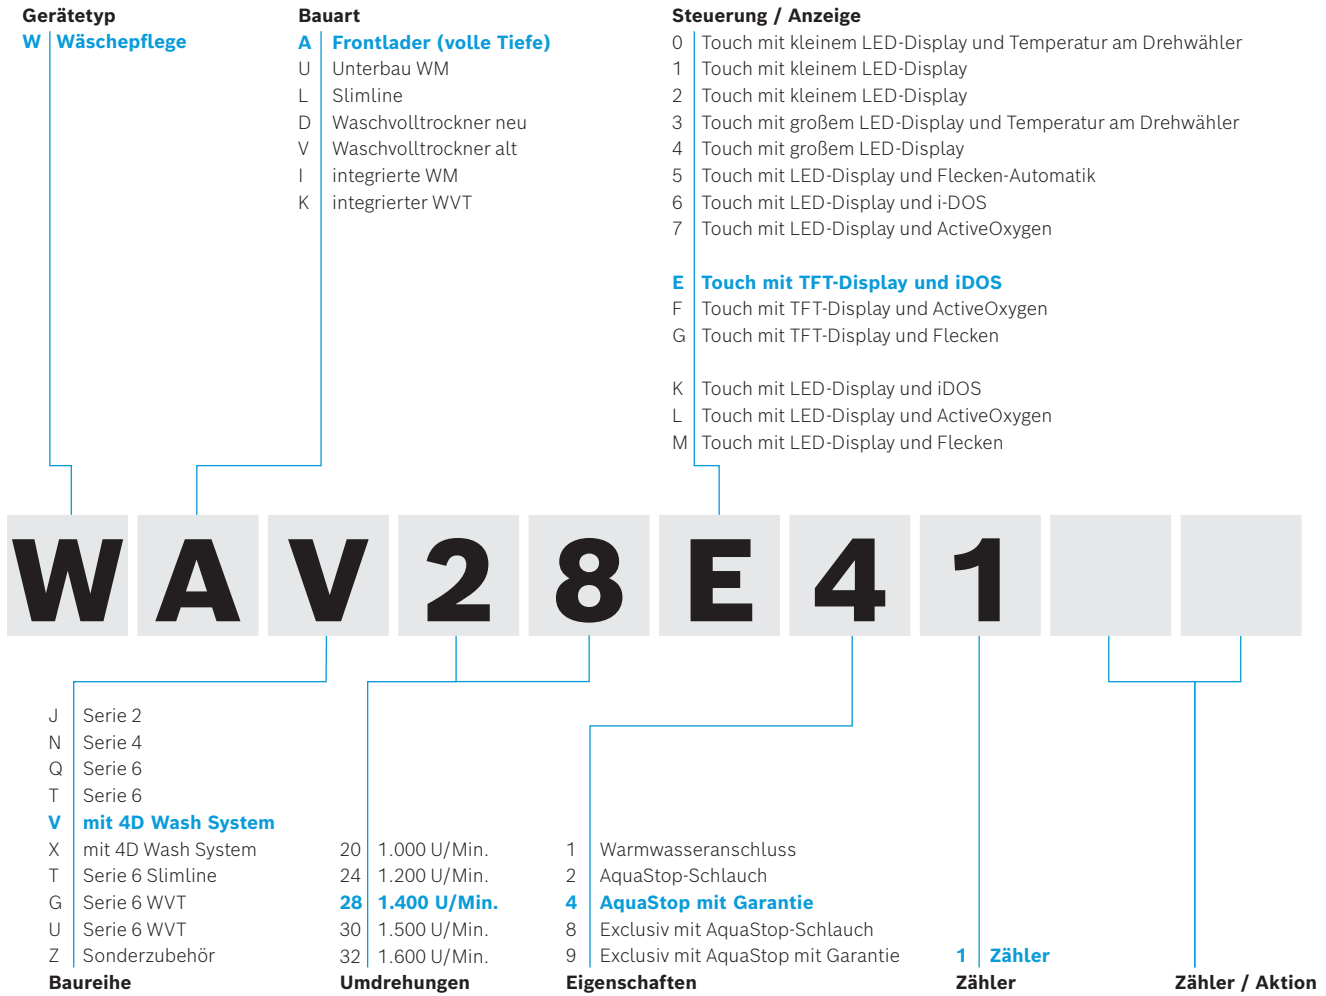 Gerätetyp
W Wäschepflege
Bauart
A Frontlader (volle Tiefe)
U Unterbau WM
L Slimline
D Waschvolltrockner neu
V Waschvolltrockner alt
I integrierte WM
K integrierter WVT
Steuerung / Anzeige
0 Touch mit kleinem LED-Display und Temperatur am Drehwähler
1 Touch mit kleinem LED-Display
2 Touch mit kleinem LED-Display
3 Touch mit großem LED-Display und Temperatur am Drehwähler
4 Touch mit großem LED-Display
5 Touch mit LED-Display und Flecken-Automatik
6 Touch mit LED-Display und i-DOS
7 Touch mit LED-Display und ActiveOxygen
E Touch mit TFT-Display und iDOS
F Touch mit TFT-Display und ActiveOxygen
G Touch mit TFT-Display und Flecken
K Touch mit LED-Display und iDOS
L Touch mit LED-Display und ActiveOxygen
M Touch mit LED-Display und Flecken
W A V 2 8 E 4 1
J Serie 2
N Serie 4
Q Serie 6
T Serie 6
V mit 4D Wash System
X mit 4D Wash System
T Serie 6 Slimline
G Serie 6 WVT
U Serie 6 WVT
Z Sonderzubehör
Baureihe
20 1.000 U/Min.
24 1.200 U/Min.
28 1.400 U/Min.
30 1.500 U/Min.
32 1.600 U/Min.
Umdrehungen
1 Warmwasseranschluss
2 AquaStop-Schlauch
4 AquaStop mit Garantie
8 Exclusiv mit AquaStop-Schlauch
9 Exclusiv mit AquaStop mit Garantie
Eigenschaften
1 Zähler
Zähler
Zähler / Aktion